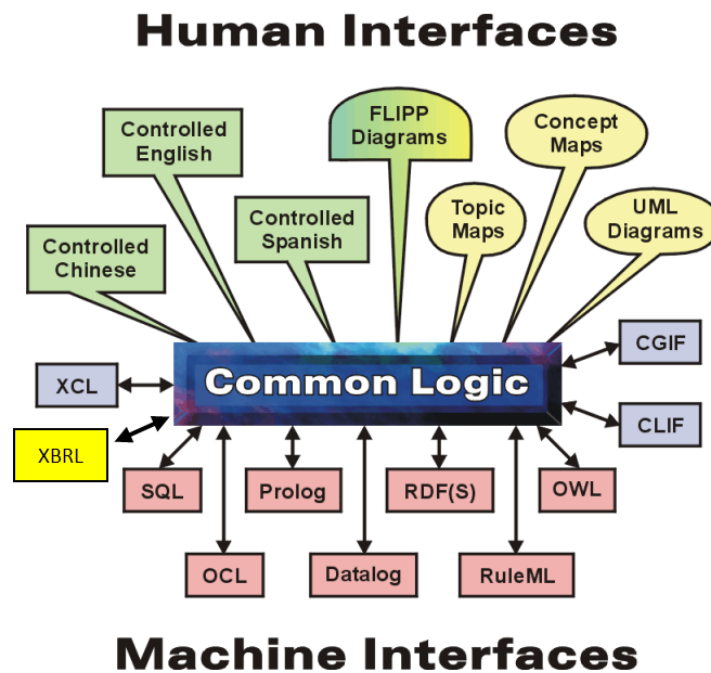 Human Interfaces
Controlled
English
FLIPP
Diagrams
Concept
Maps
Controlled
Chinese
Controlled
Spanish
Topic
Maps
UML
Diagrams
XCL
Common Logic
CGIF
CLIF
XBRL
SQL
Prolog
RDF(S)
OWL
OCL
Datalog
RuleML
Machine Interfaces